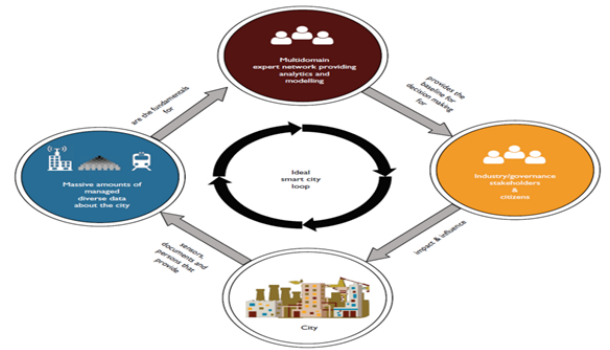 Multidomain
expert network providing
analytics and
modelling
are the fundamentals
for
provides the
baseline for
decision making
for
Massive amounts of
managed
diverse data
about the city
Ideal
smart city
loop
Industry/governance
stakeholders
&
citizens
sensors,
documents and
persons that
provide
impact & influence
City